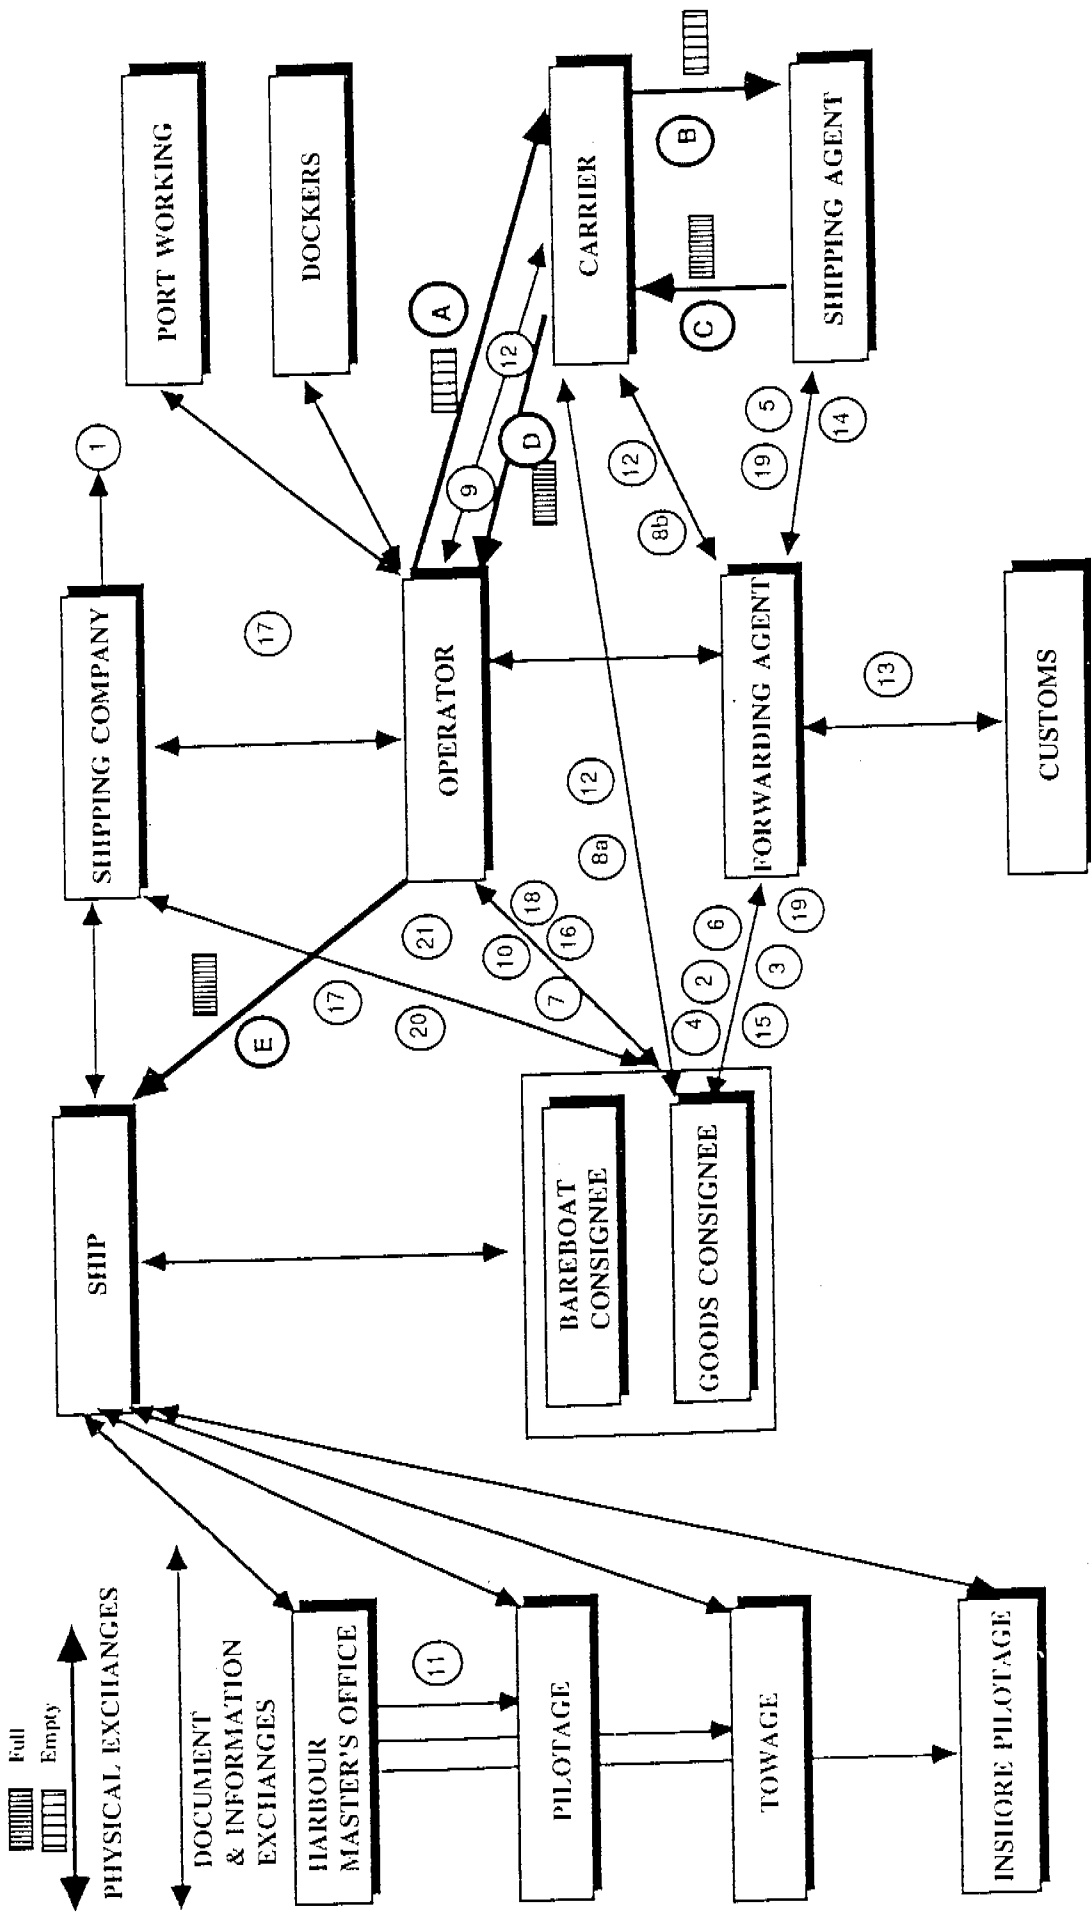 Full
Empty
PHYSICAL EXCHANGES
DOCUMENT
& INFORMATION
EXCHANGES
HARBOUR
MASTER'S OFFICE
11
PILOTAGE
TOWAGE
INSHORE PILOTAGE
SHIP
BAREBOAT
CONSIGNEE
GOODS CONSIGNEE
E
17
20
21
7
10
16
18
4
2
6
15
3
19
8a
12
SHIPPING COMPANY
1
17
OPERATOR
FORWARDING AGENT
13
CUSTOMS
9
12
A
D
8b
12
19
5
14
PORT WORKING
DOCKERS
CARRIER
B
C
SHIPPING AGENT